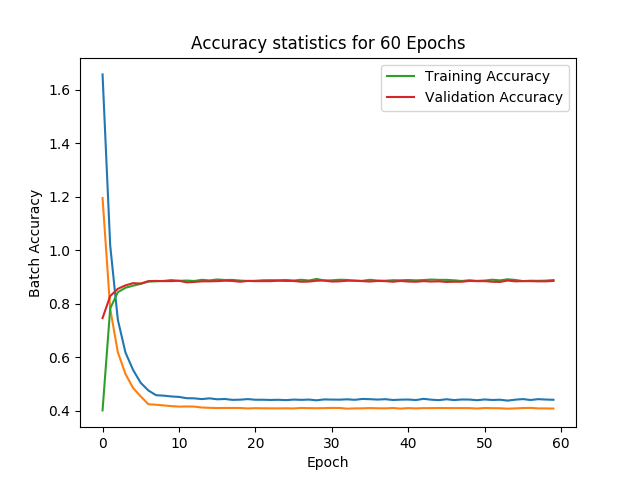 Accuracy statistics for 60 Epochs
Training Accuracy
Validation Accuracy
Batch Accuracy
1.6
1.4
1.2
1.0
0.8
0.6
0.4
0 10 20 30 40 50 60
Epoch